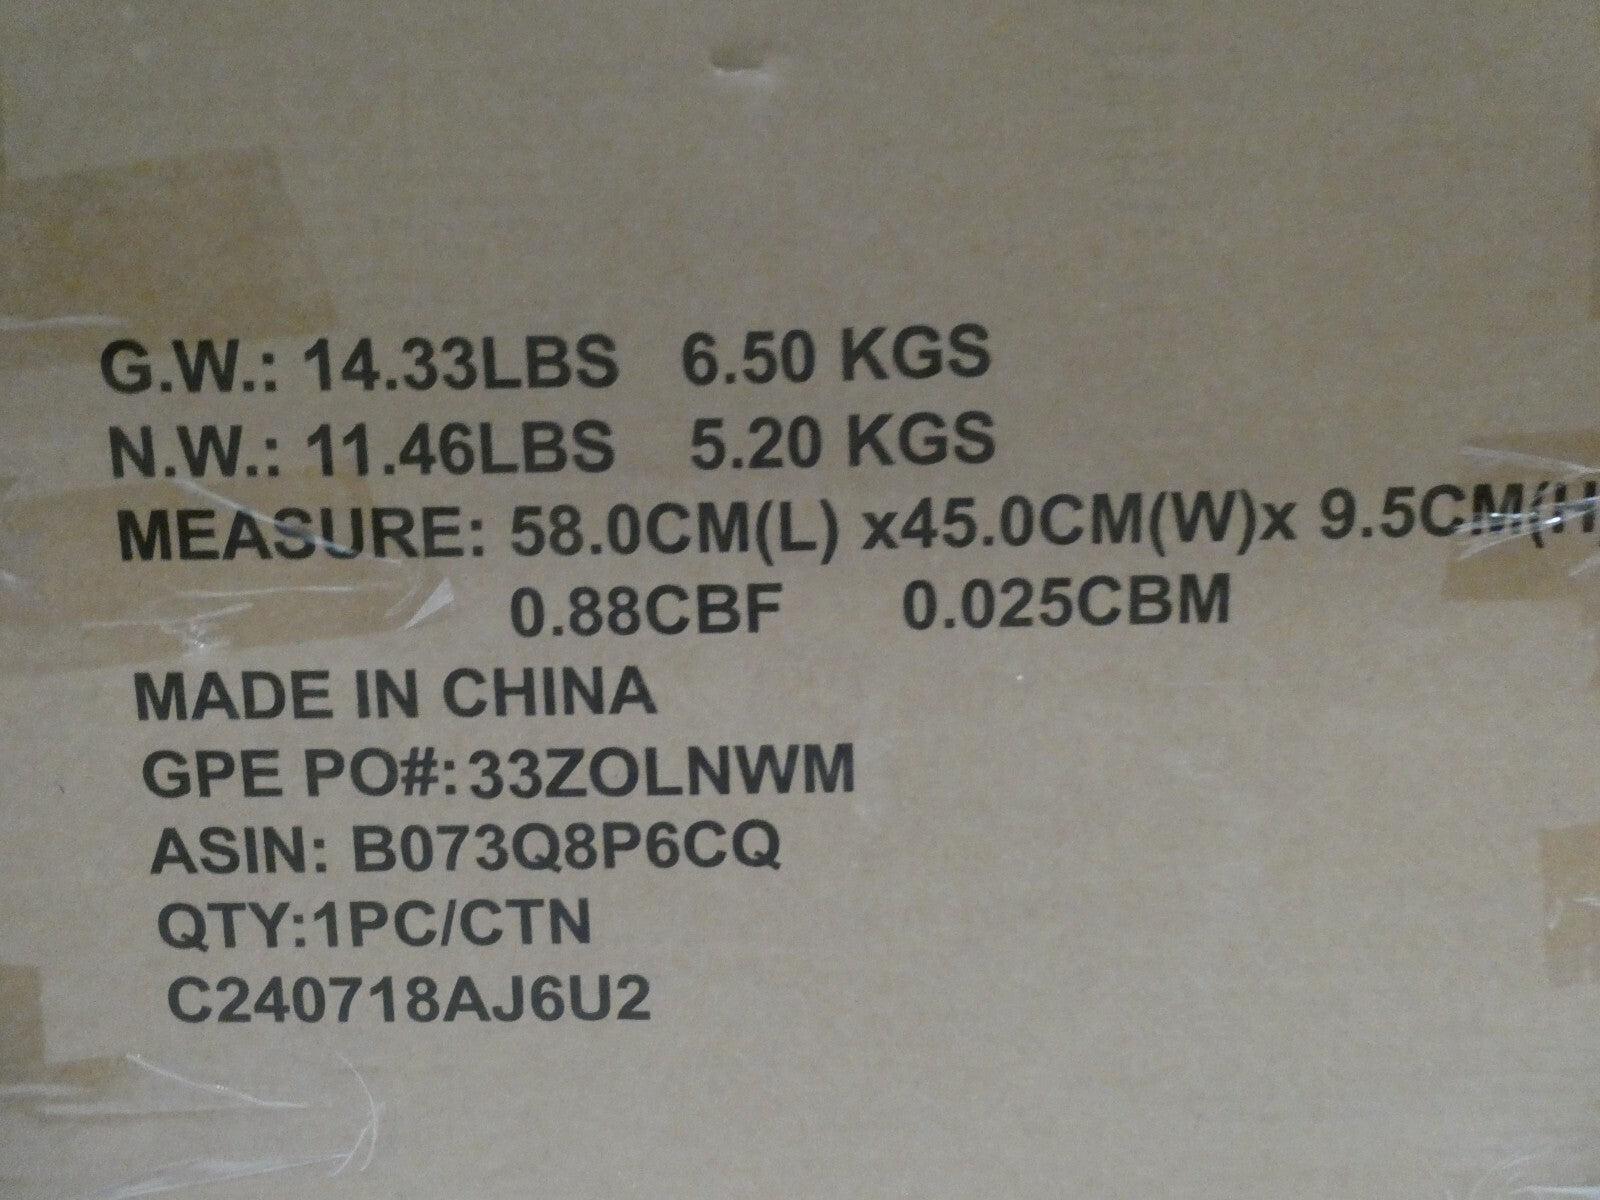 G.W.: 14.33LBS 6.50 KGS
N.W.: 11.46LBS 5.20 KGS
MEASURE: 58.0CM(L) x45.0CM(W)x 9.5CM(H
0.88CBF 0.025CBM
MADE IN CHINA
GPE PO#:33ZOLNWM
ASIN: B073Q8P6CQ
QTY:1PC/CTN
C240718AJ6U2